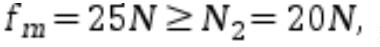 f_m = 25N ≥ N_2 = 20N,